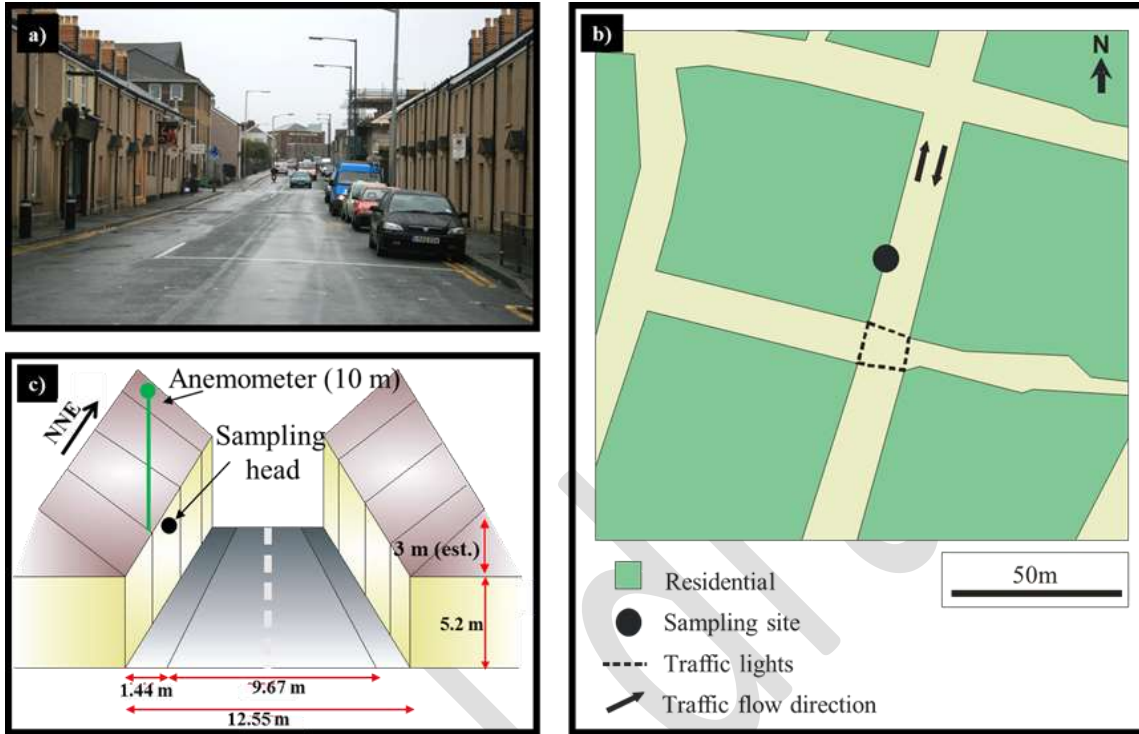 a)
b)
N
c)
Anemometer (10 m)
NNE
Sampling
head
3 m (est.)
5.2 m
1.44 m
9.67 m
12.55 m
Residential
Sampling site
Traffic lights
Traffic flow direction
50m